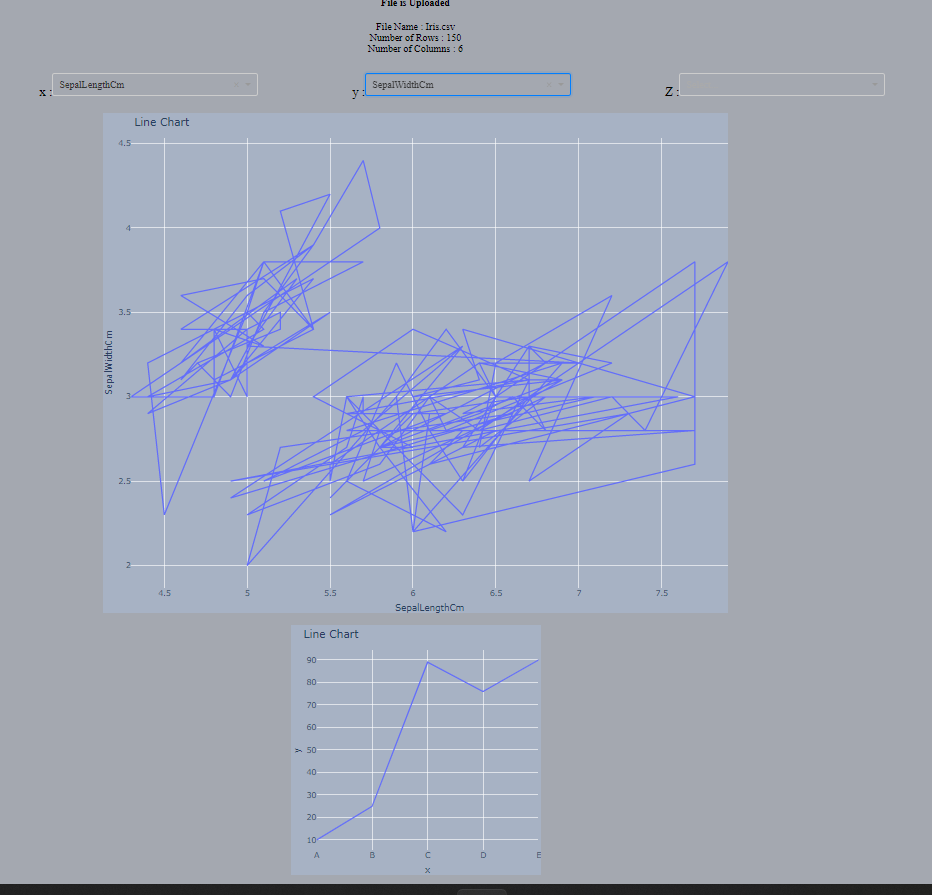 File is Uploaded
File Name : Iris.csv
Number of Rows : 150
Number of Columns : 6
x : SepalLengthCm
y : SepalWidthCm
Z :
Line Chart
4.5
4
3.5
3
2.5
2
SepalWidthCm
4.5 5 5.5 6 6.5 7 7.5
SepalLengthCm
Line Chart
90
80
70
60
50
40
30
20
10
y
A B C D E
x